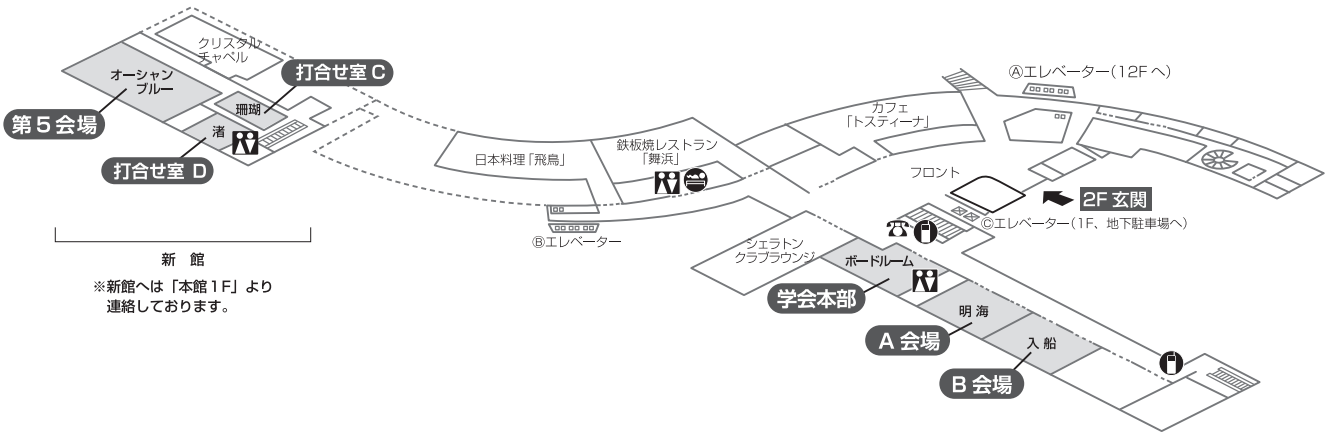 クリスタル
チャペル
打合せ室 C
オーシャン
ブルー
珊瑚
第5会場
渚
打合せ室 D
新 館
※新館へは「本館1F」より
連絡しております。
日本料理「飛鳥」
鉄板焼レストラン
「舞浜」
Ⓑエレベーター
カフェ
「トスティーナ」
Ⓐエレベーター(12Fへ)
フロント
2F 玄関
Ⓒエレベーター(1F、地下駐車場へ)
シェラトン
クラブラウンジ
ボードルーム
学会本部
明 海
A 会場
入 船
B 会場